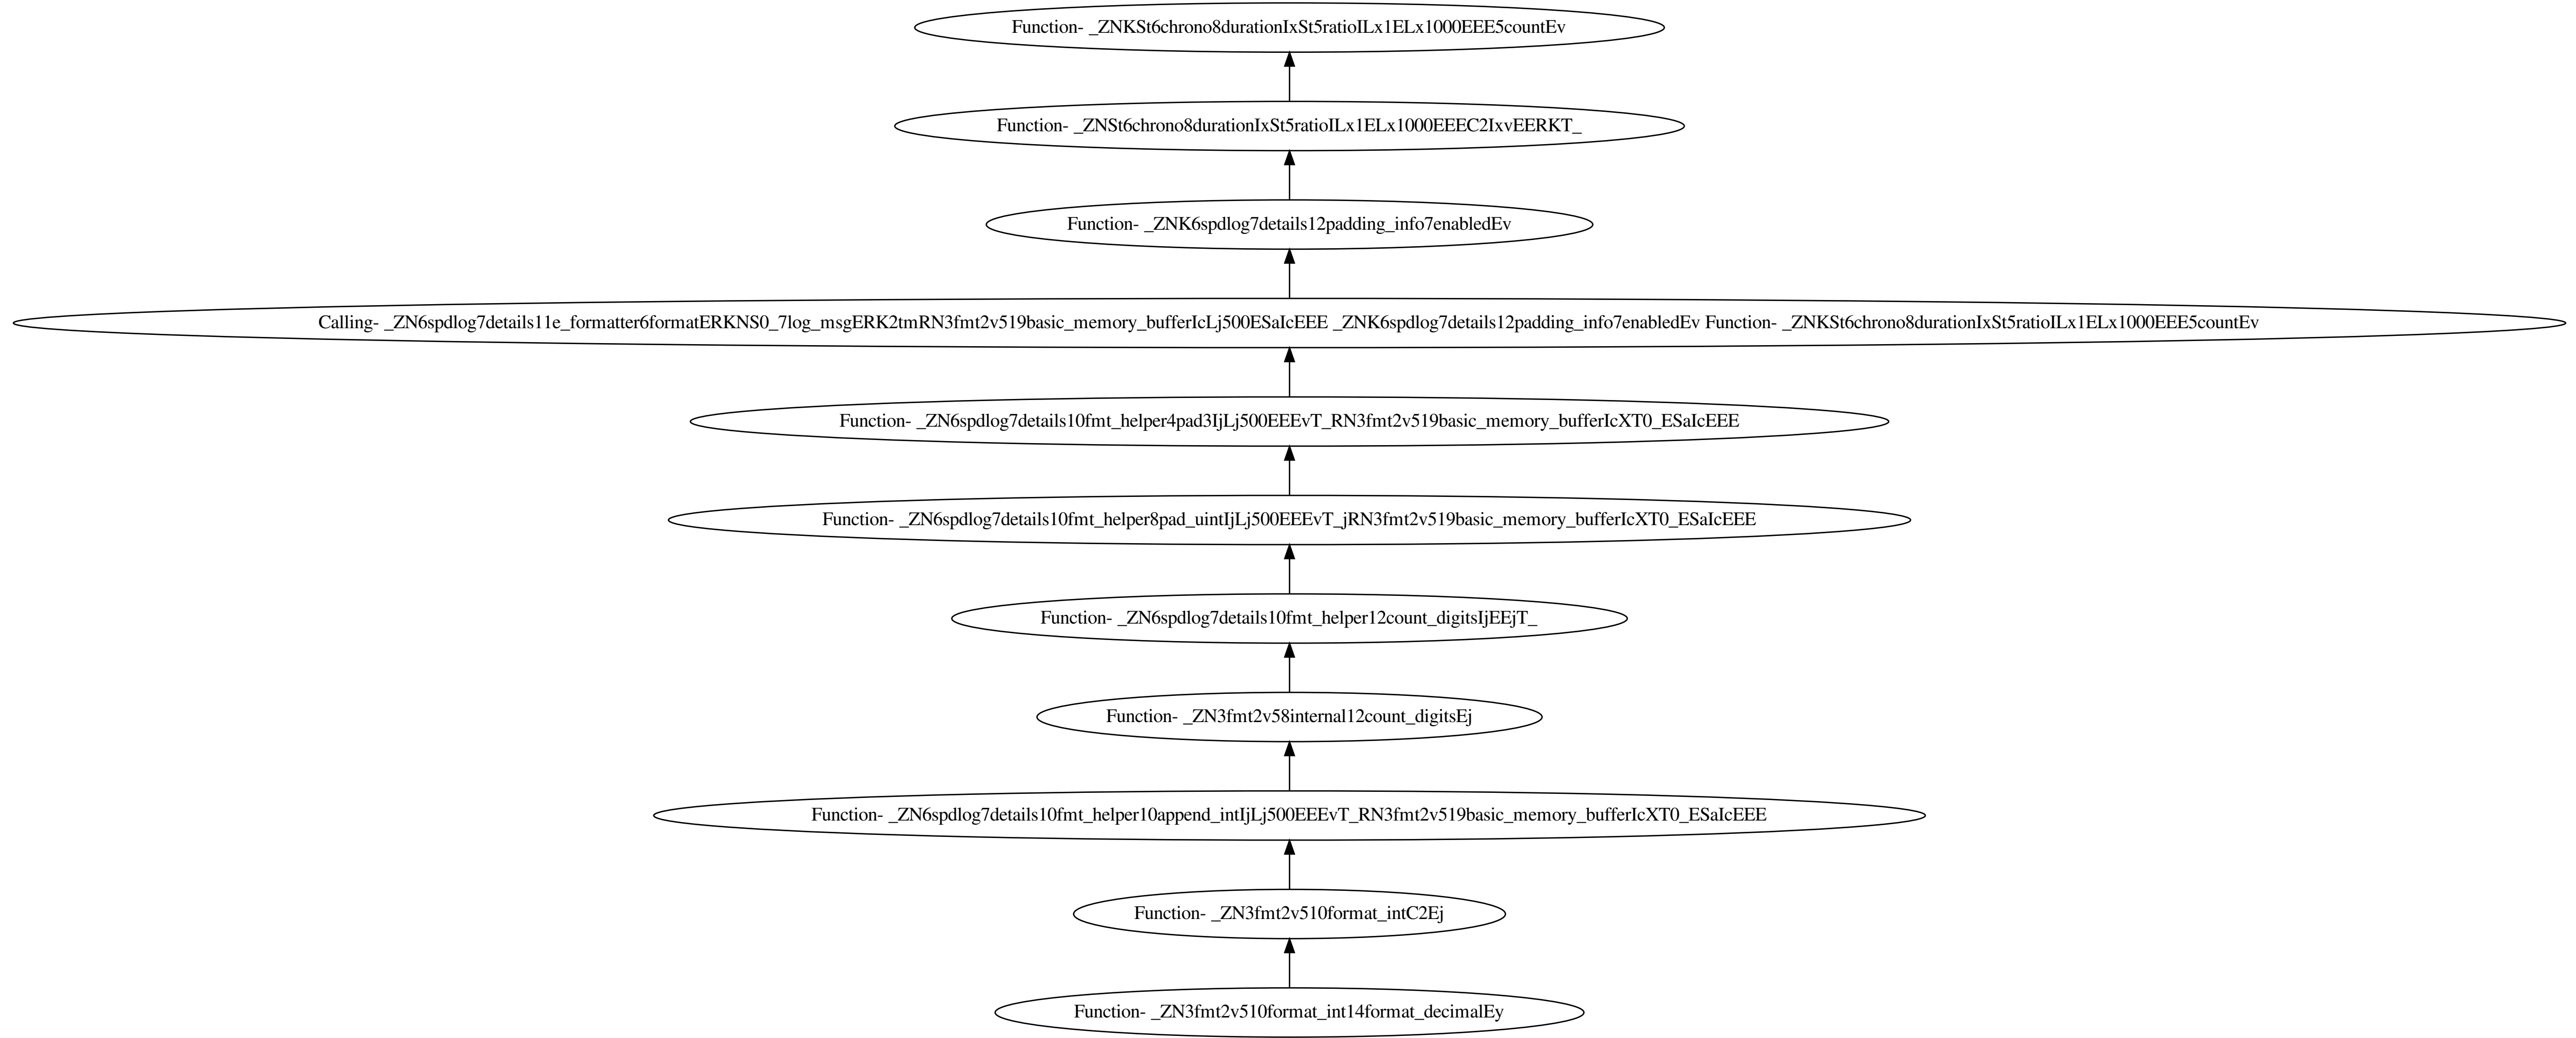 Function- _ZNKSt6chrono8durationIxSt5ratioILx1ELx1000EEE5countEv
Function- _ZNSt6chrono8durationIxSt5ratioILx1ELx1000EEEC2IxvEERKT_
Function- _ZNK6spdlog7details12padding_info7enabledEv
Calling- _ZN6spdlog7details11e_formatter6formatERKNS0_7log_msgERK2tmRN3fmt2v519basic_memory_bufferIcLj500ESaIcEEE _ZNK6spdlog7details12padding_info7enabledEv Function- _ZNKSt6chrono8durationIxSt5ratioILx1ELx1000EEE5countEv
Function- _ZN6spdlog7details10fmt_helper4pad3IjLj500EEEvT_RN3fmt2v519basic_memory_bufferIcXT0_ESaIcEEE
Function- _ZN6spdlog7details10fmt_helper8pad_uintIjLj500EEEvT_jRN3fmt2v519basic_memory_bufferIcXT0_ESaIcEEE
Function- _ZN6spdlog7details10fmt_helper12count_digitsIjEEjT_
Function- _ZN3fmt2v58internal12count_digitsEj
Function- _ZN6spdlog7details10fmt_helper10append_intIjLj500EEEvT_RN3fmt2v519basic_memory_bufferIcXT0_ESaIcEEE
Function- _ZN3fmt2v510format_intC2Ej
Function- _ZN3fmt2v510format_int14format_decimalEy